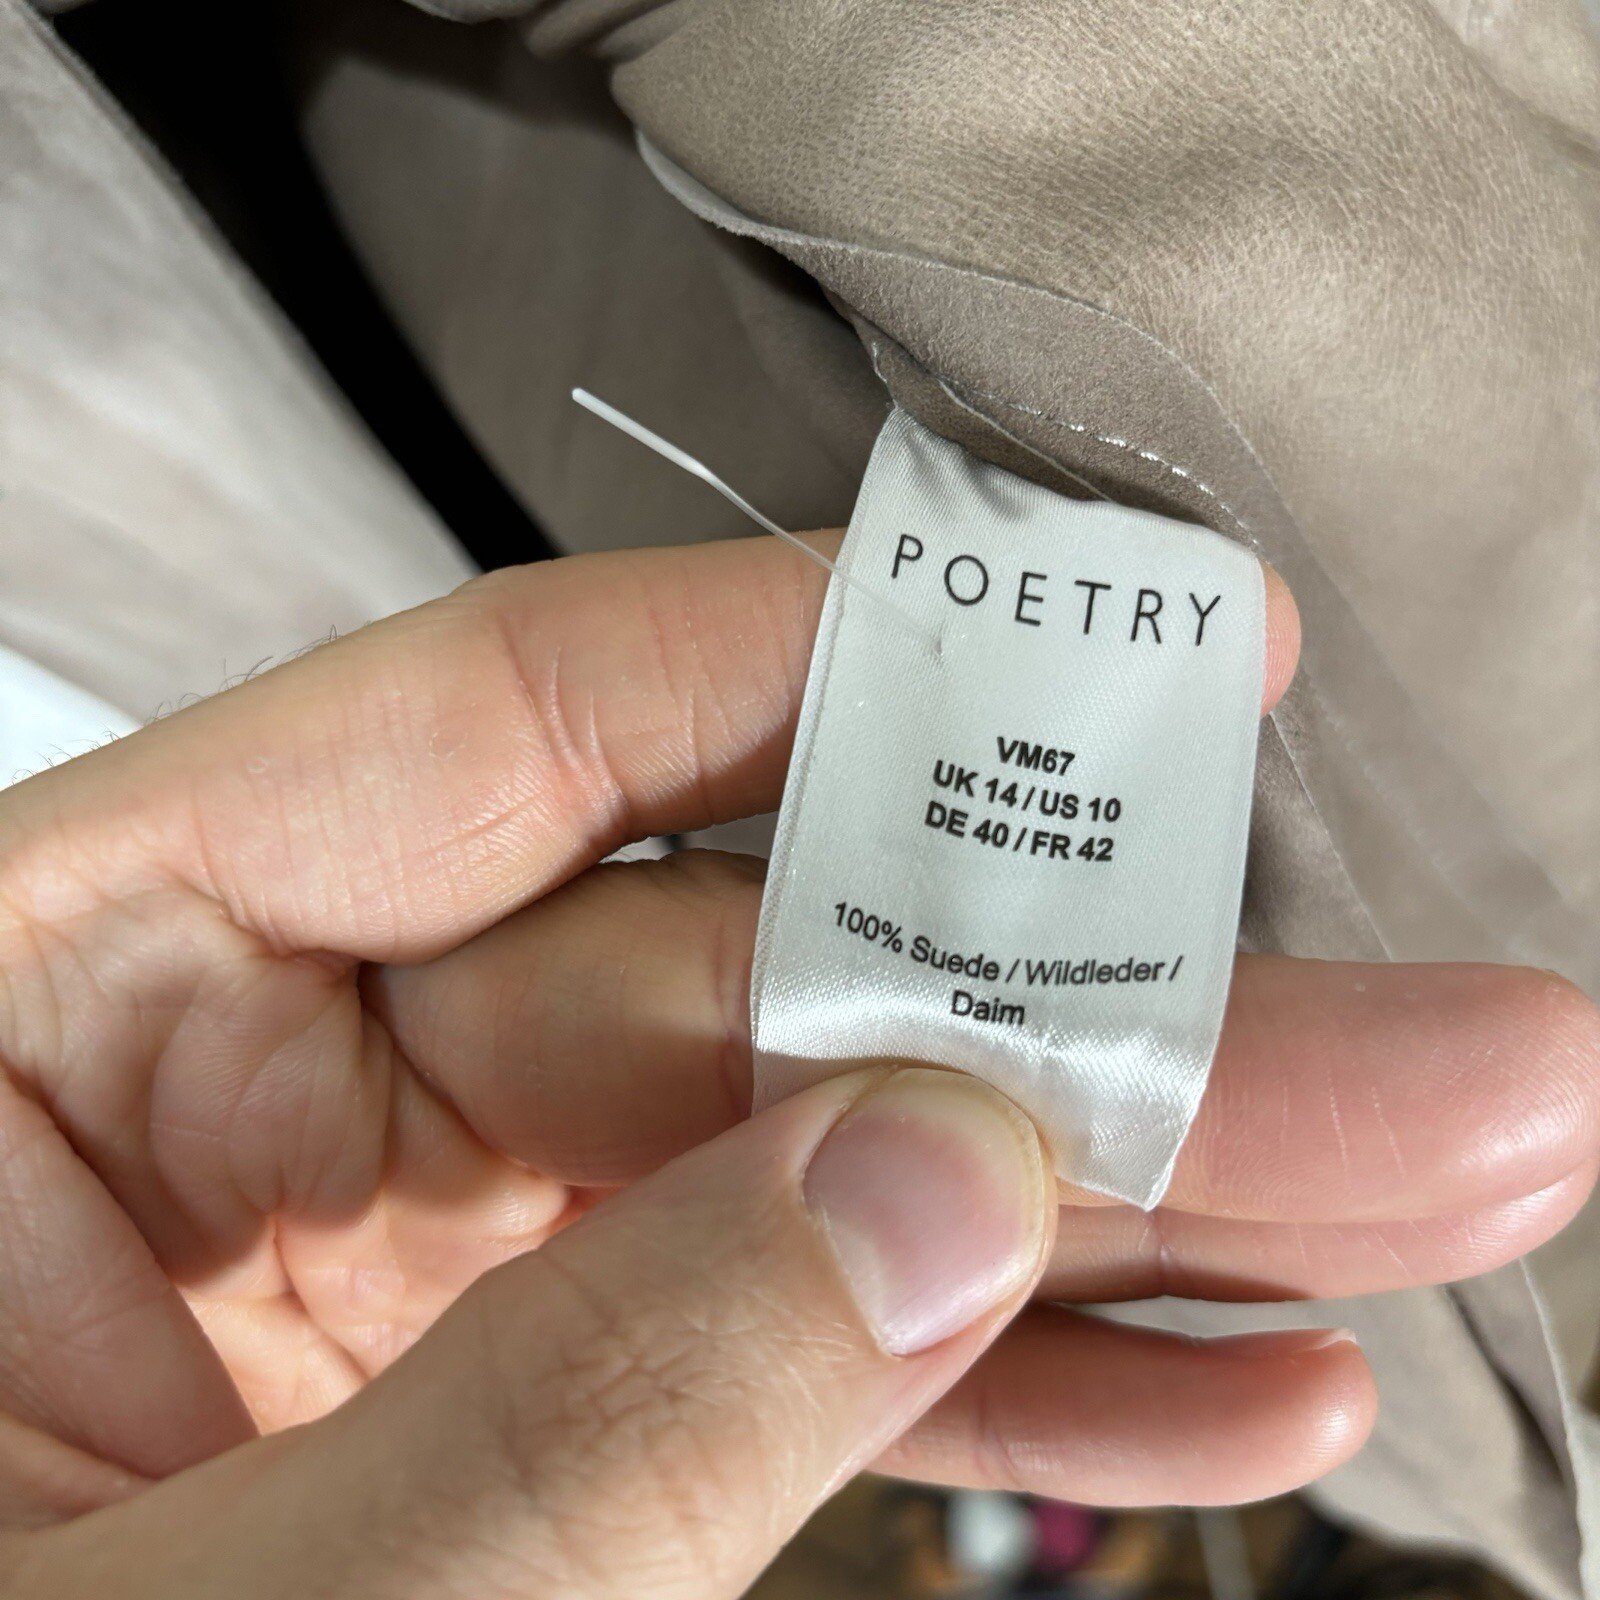 POETRY
VM67
UK 14 / US 10
DE 40 / FR 42
100% Suede / Wildleder /
Daim